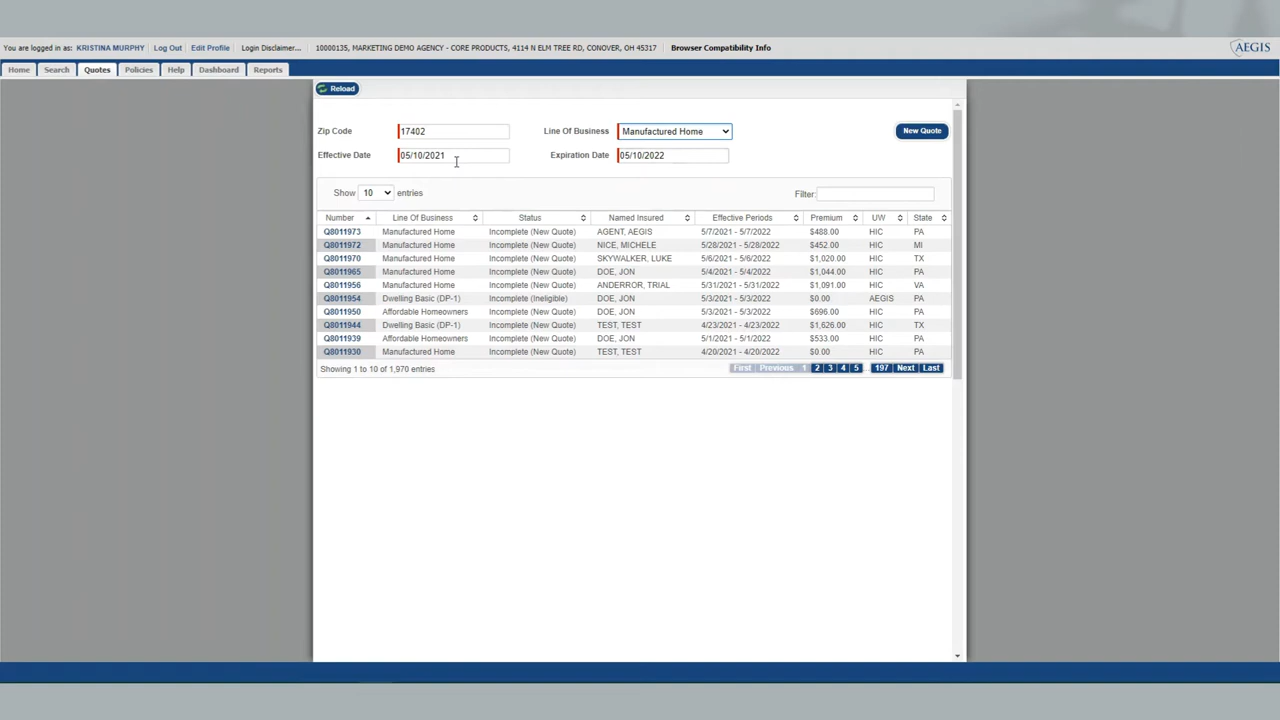 You are logged in as: KRISTINA MURPHY Log Out Edit Profile Login Disclaimer... 10000135, MARKETING DEMO AGENCY - CORE PRODUCTS, 4114 N ELM TREE RD, CONOVER, OH 45317 Browser Compatibility Info AEGIS
Home Search Quotes Policies Help Dashboard Reports
Reload
Zip Code 17402 Line Of Business Manufactured Home New Quote
Effective Date 05/10/2021 Expiration Date 05/10/2022
Show 10 entries Filter:
Number Line Of Business Status Named Insured Effective Periods Premium UW State
Q8011973 Manufactured Home Incomplete (New Quote) AGENT, AEGIS 5/7/2021 - 5/7/2022 $488.00 HIC PA
Q8011972 Manufactured Home Incomplete (New Quote) NICE, MICHELE 5/28/2021 - 5/28/2022 $452.00 HIC MI
Q8011970 Manufactured Home Incomplete (New Quote) SKYWALKER, LUKE 5/6/2021 - 5/6/2022 $1,020.00 HIC TX
Q8011965 Manufactured Home Incomplete (New Quote) DOE, JON 5/4/2021 - 5/4/2022 $1,044.00 HIC PA
Q8011956 Manufactured Home Incomplete (New Quote) ANDERROR, TRIAL 5/31/2021 - 5/31/2022 $1,091.00 HIC VA
Q8011954 Dwelling Basic (DP-1) Incomplete (Ineligible) DOE, JON 5/3/2021 - 5/3/2022 $0.00 AEGIS PA
Q8011950 Affordable Homeowners Incomplete (New Quote) DOE, JON 5/3/2021 - 5/3/2022 $696.00 HIC PA
Q8011944 Dwelling Basic (DP-1) Incomplete (New Quote) TEST, TEST 4/23/2021 - 4/23/2022 $1,626.00 HIC TX
Q8011939 Affordable Homeowners Incomplete (New Quote) DOE, JON 5/1/2021 - 5/1/2022 $533.00 HIC PA
Q8011930 Manufactured Home Incomplete (New Quote) TEST, TEST 4/20/2021 - 4/20/2022 $0.00 HIC PA
Showing 1 to 10 of 1,970 entries First Previous 1 2 3 4 5 197 Next Last